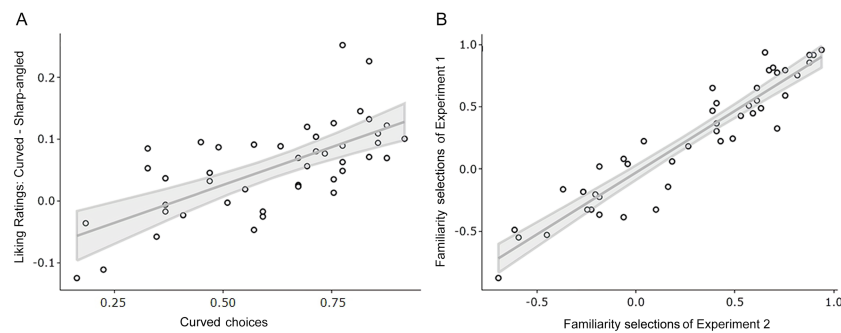 A
Liking Ratings: Curved - Sharp-angled
0.2
0.1
0.0
-0.1
0.25
0.50
0.75
Curved choices
B
Familiarity selections of Experiment 1
1.0
0.5
0.0
-0.5
-0.5
0.0
0.5
1.0
Familiarity selections of Experiment 2